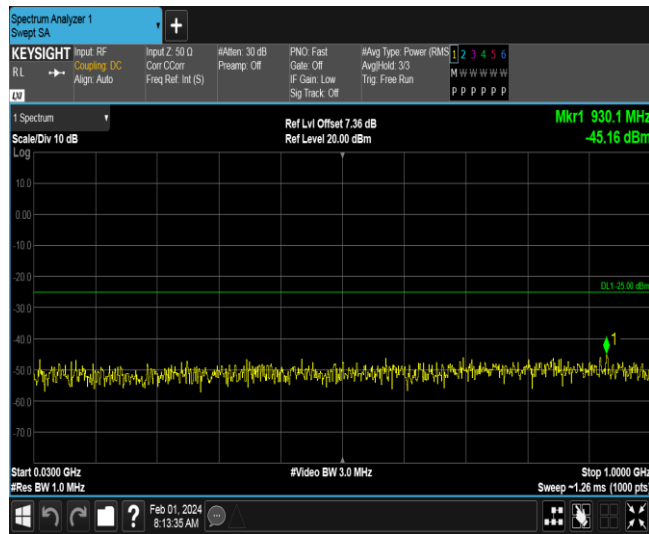 Spectrum Analyzer 1
Swept SA
KEYSIGHT
RL
LXI
Input: RF
Coupling: DC
Align: Auto
Input Z: 50 Ω
Corr CCorr
Freq Ref: Int (S)
#Atten: 30 dB
Preamp: Off
PNO: Fast
Gate: Off
IF Gain: Low
Sig Track: Off
#Avg Type: Power (RMS
Avg|Hold: 3/3
Trig: Free Run
1 2 3 4 5 6
M W W W W W
P P P P P P
1 Spectrum
Scale/Div 10 dB
Log
Ref Lvl Offset 7.36 dB
Ref Level 20.00 dBm
Mkr1 930.1 MHz
-45.16 dBm
10.0
0.00
-10.0
-20.0
DL1 -25.00 dBm
-30.0
-40.0
1
-50.0
-60.0
-70.0
Start 0.0300 GHz
#Video BW 3.0 MHz
Stop 1.0000 GHz
#Res BW 1.0 MHz
Sweep ~1.26 ms (1000 pts)
?
Feb 01, 2024
8:13:35 AM